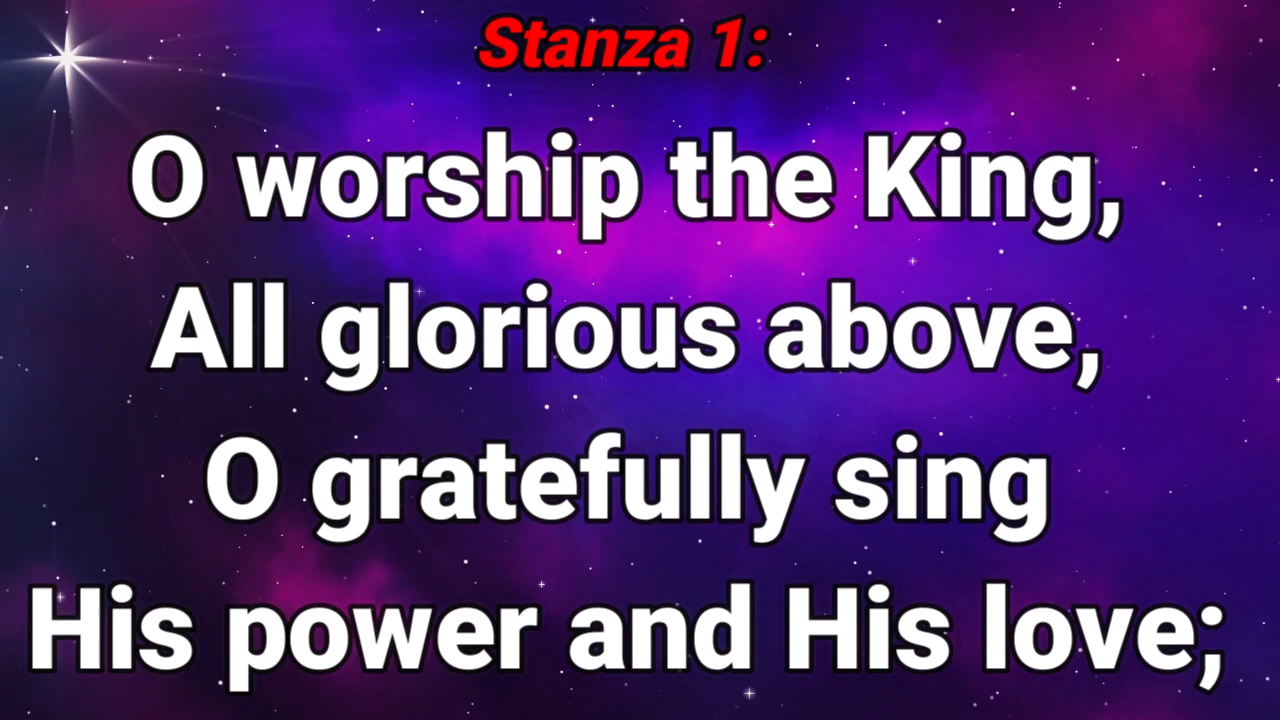 Stanza 1:
O worship the King,
All glorious above,
O gratefully sing
His power and His love;